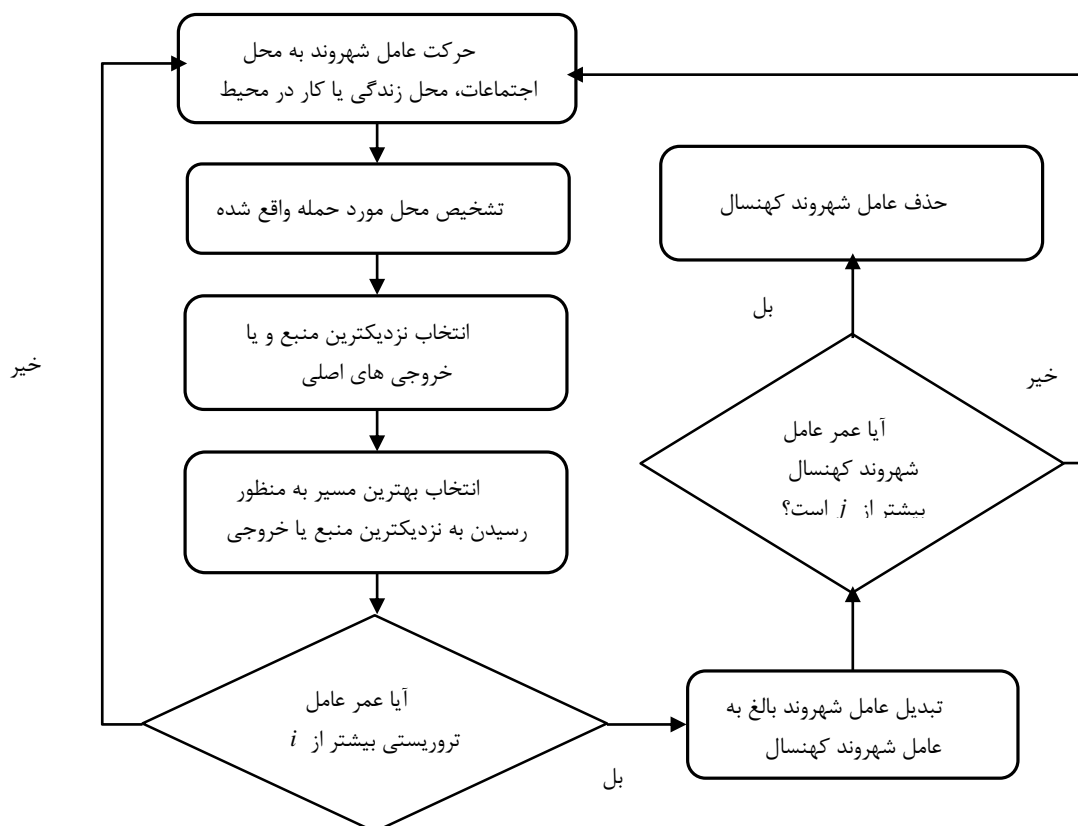 حرکت عامل شهروند به محل
اجتماعات، محل زندگی یا کار در محیط
تشخیص محل مورد حمله واقع شده
انتخاب نزدیکترین منبع و یا
خروجی های اصلی
انتخاب بهترین مسیر به منظور
رسیدن به نزدیکترین منبع یا خروجی
آیا عمر عامل
تروریستی بیشتر از i
خیر
بل
تبدیل عامل شهروند بالغ به
عامل شهروند کهنسال
آیا عمر عامل
شهروند کهنسال
بیشتر از j است؟
بل
خیر
حذف عامل شهروند کهنسال